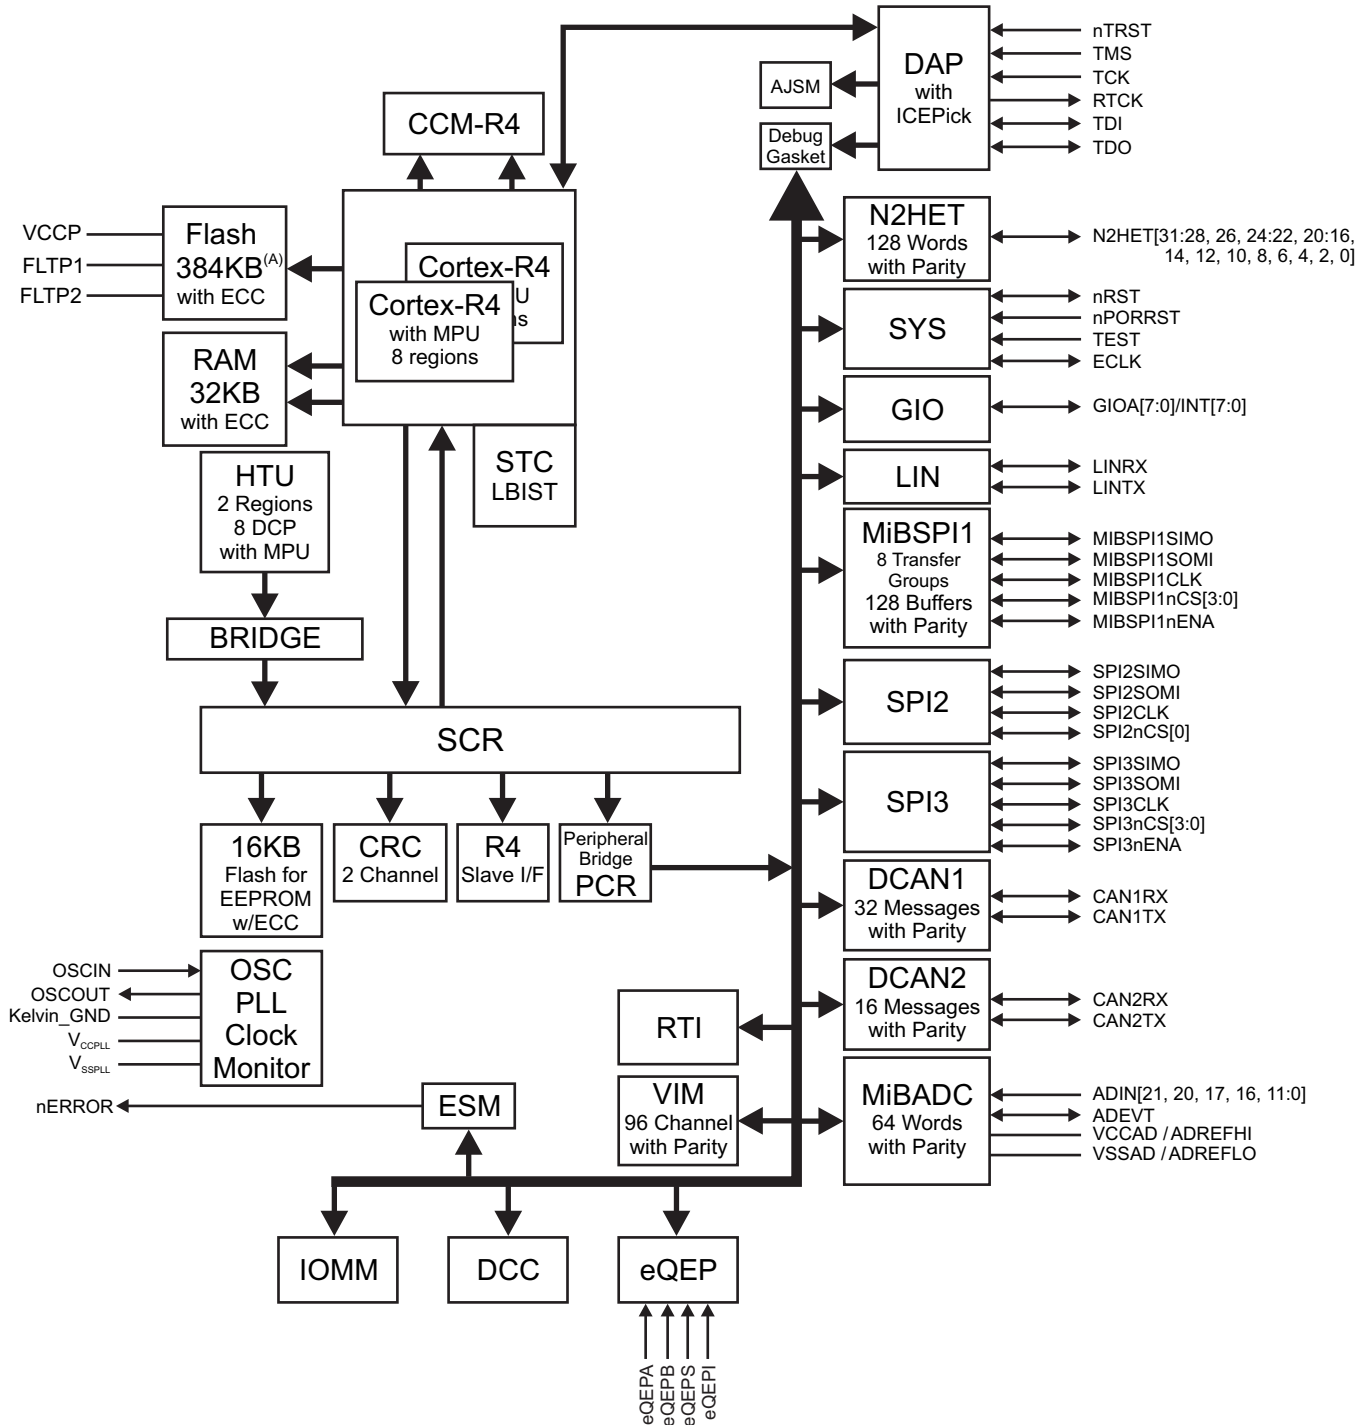 DAP
with
ICEPick
nTRST
TMS
TCK
RTCK
TDI
TDO
AJSM
Debug
Gasket
CCM-R4
VCCP
FLTP1
FLTP2
Flash
384KB(A)
with ECC
Cortex-R4
U
ns
Cortex-R4
with MPU
8 regions
RAM
32KB
with ECC
STC
LBIST
HTU
2 Regions
8 DCP
with MPU
BRIDGE
SCR
16KB
Flash for
EEPROM
w/ECC
CRC
2 Channel
R4
Slave I/F
Peripheral
Bridge
PCR
OSCIN
OSCOUT
Kelvin_GND
VCCPLL
VSSPLL
OSC
PLL
Clock
Monitor
nERROR
ESM
RTI
VIM
96 Channel
with Parity
IOMM
DCC
eQEP
eQEPA
eQEPB
eQEPS
eQEPI
N2HET
128 Words
with Parity
N2HET[31:28, 26, 24:22, 20:16,
14, 12, 10, 8, 6, 4, 2, 0]
SYS
nRST
nPORRST
TEST
ECLK
GIO
GIOA[7:0]/INT[7:0]
LIN
LINRX
LINTX
MiBSPI1
8 Transfer
Groups
128 Buffers
with Parity
MIBSPI1SIMO
MIBSPI1SOMI
MIBSPI1CLK
MIBSPI1nCS[3:0]
MIBSPI1nENA
SPI2
SPI2SIMO
SPI2SOMI
SPI2CLK
SPI2nCS[0]
SPI3
SPI3SIMO
SPI3SOMI
SPI3CLK
SPI3nCS[3:0]
SPI3nENA
DCAN1
32 Messages
with Parity
CAN1RX
CAN1TX
DCAN2
16 Messages
with Parity
CAN2RX
CAN2TX
MiBADC
64 Words
with Parity
ADIN[21, 20, 17, 16, 11:0]
ADEVT
VCCAD /ADREFHI
VSSAD /ADREFLO